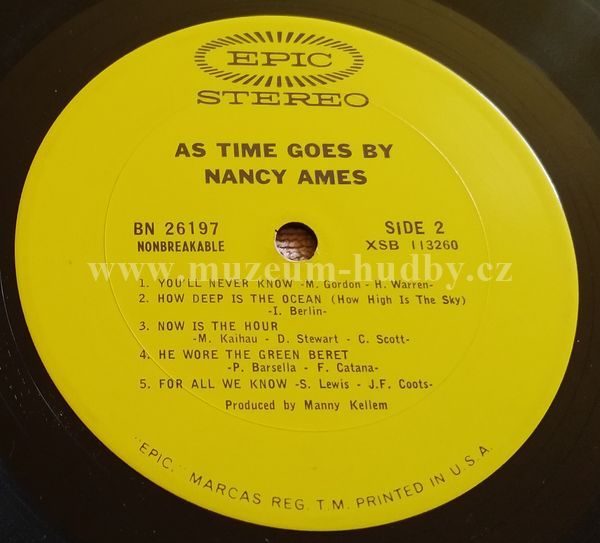 EPIC
STEREO
AS TIME GOES BY
NANCY AMES
BN 26197
NONBREAKABLE
SIDE 2
XSB 113260
www.muzeum-hudby.cz
1. YOU'LL NEVER KNOW -M. Gordon - H. Warren-
2. HOW DEEP IS THE OCEAN (How High Is The Sky)
-I. Berlin-
3. NOW IS THE HOUR
-M. Kaihau - D. Stewart - C. Scott-
4. HE WORE THE GREEN BERET
-P. Barsella - F. Catana-
5. FOR ALL WE KNOW -S. Lewis - J.F. Coots-
Produced by Manny Kellem
"EPIC," MARCAS REG. T.M. PRINTED IN U.S.A.